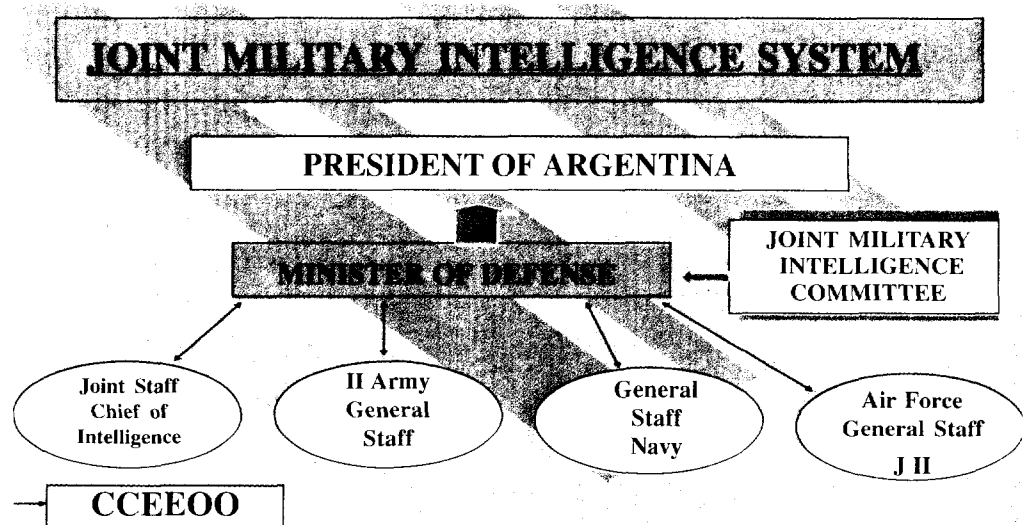 JOINT MILITARY INTELLIGENCE SYSTEM
PRESIDENT OF ARGENTINA
MINISTER OF DEFENSE
JOINT MILITARY
INTELLIGENCE
COMMITTEE
Joint Staff
Chief of
Intelligence
II Army
General
Staff
General
Staff
Navy
Air Force
General Staff
J II
CCEEOO